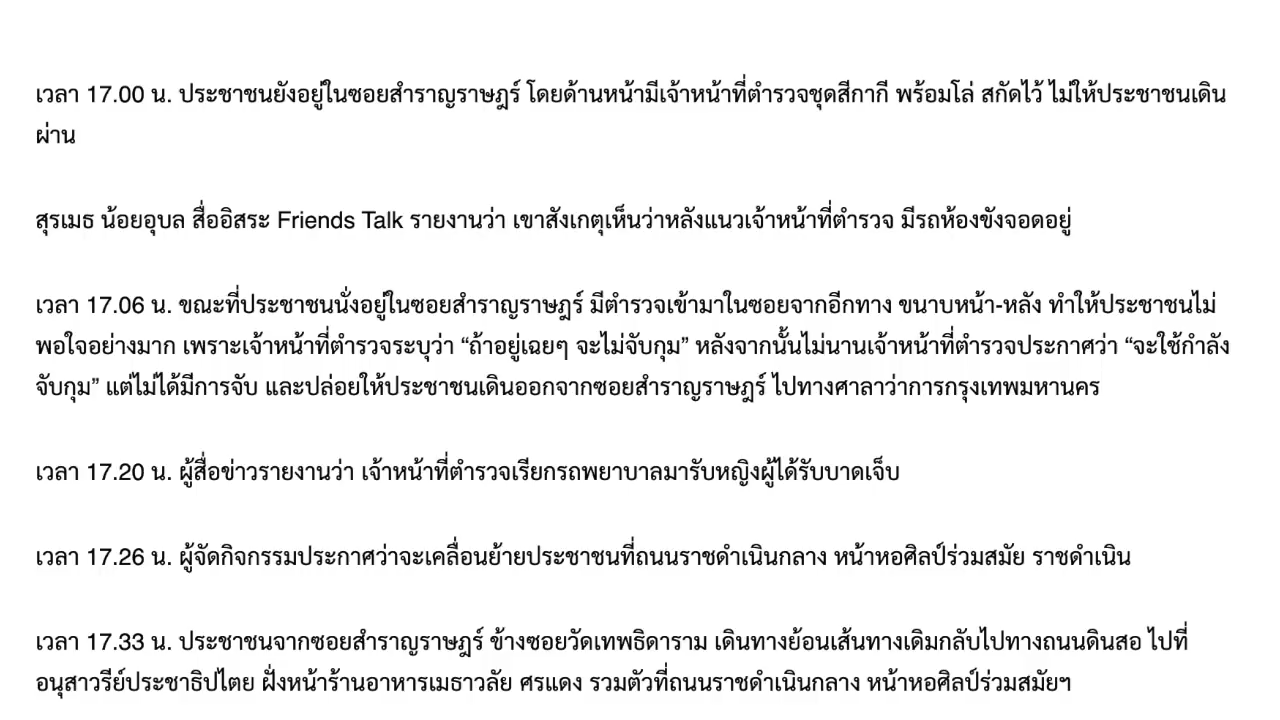 เวลา 17.00 น. ประชาชนยังอยู่ในซอยสำราญราษฎร์ โดยด้านหน้ามีเจ้าหน้าที่ตำรวจชุดสีกากี พร้อมโล่ สกัดไว้ ไม่ให้ประชาชนเดิน
ผ่าน
สุรเมธ น้อยอุบล สื่ออิสระ Friends Talk รายงานว่า เขาสังเกตุเห็นว่าหลังแนวเจ้าหน้าที่ตำรวจ มีรถห้องขังจอดอยู่
เวลา 17.06 น. ขณะที่ประชาชนนั่งอยู่ในซอยสำราญราษฎร์ มีตำรวจเข้ามาในซอยจากอีกทาง ขนาบหน้า-หลัง ทำให้ประชาชนไม่
พอใจอย่างมาก เพราะเจ้าหน้าที่ตำรวจระบุว่า “ถ้าอยู่เฉยๆ จะไม่จับกุม” หลังจากนั้นไม่นานเจ้าหน้าที่ตำรวจประกาศว่า “จะใช้กำลัง
จับกุม” แต่ไม่ได้มีการจับ และปล่อยให้ประชาชนเดินออกจากซอยสำราญราษฎร์ ไปทางศาลาว่าการกรุงเทพมหานคร
เวลา 17.20 น. ผู้สื่อข่าวรายงานว่า เจ้าหน้าที่ตำรวจเรียกรถพยาบาลมารับหญิงผู้ได้รับบาดเจ็บ
เวลา 17.26 น. ผู้จัดกิจกรรมประกาศว่าจะเคลื่อนย้ายประชาชนที่ถนนราชดำเนินกลาง หน้าหอศิลป์ร่วมสมัย ราชดำเนิน
เวลา 17.33 น. ประชาชนจากซอยสำราญราษฎร์ ข้างซอยวัดเทพธิดาราม เดินทางย้อนเส้นทางเดิมกลับไปทางถนนดินสอ ไปที่
อนุสาวรีย์ประชาธิปไตย ฝั่งหน้าร้านอาหารเมธาวลัย ศรแดง รวมตัวที่ถนนราชดำเนินกลาง หน้าหอศิลป์ร่วมสมัยฯ